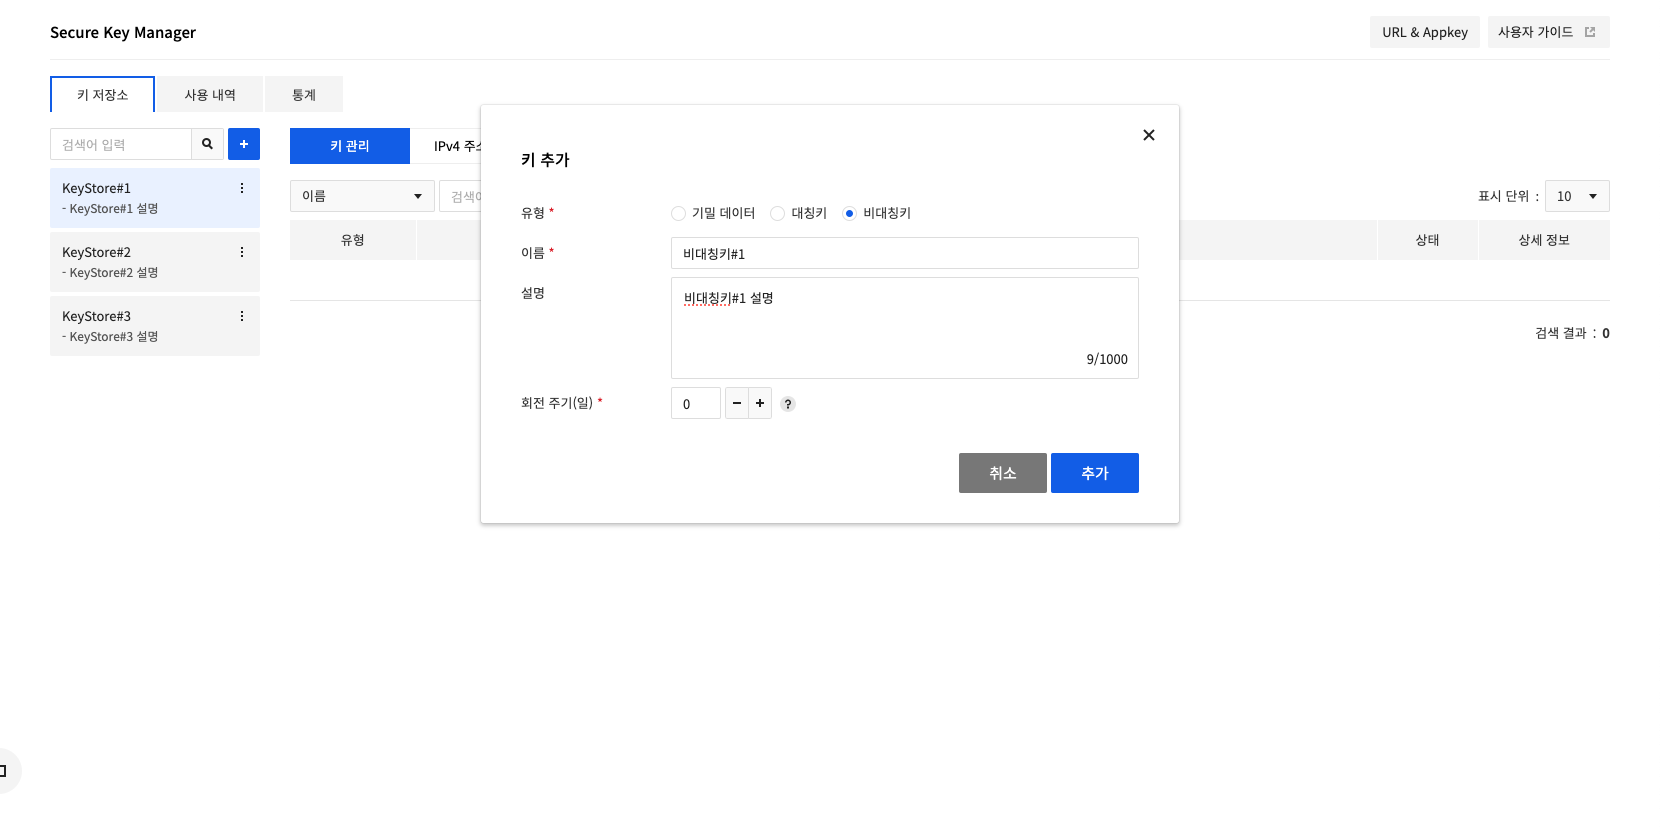 Secure Key Manager
URL & Appkey
사용자 가이드
키 저장소
사용 내역
통계
검색어 입력
+
KeyStore#1
- KeyStore#1 설명
KeyStore#2
- KeyStore#2 설명
KeyStore#3
- KeyStore#3 설명
키 관리
IPv4 주소
이름
검색어
표시 단위 :
10
유형
상태
상세 정보
검색 결과 : 0
키 추가
유형 *
기밀 데이터
대칭키
비대칭키
이름 *
비대칭키#1
설명
비대칭키#1 설명
9/1000
회전 주기(일) *
0
− +
?
취소
추가